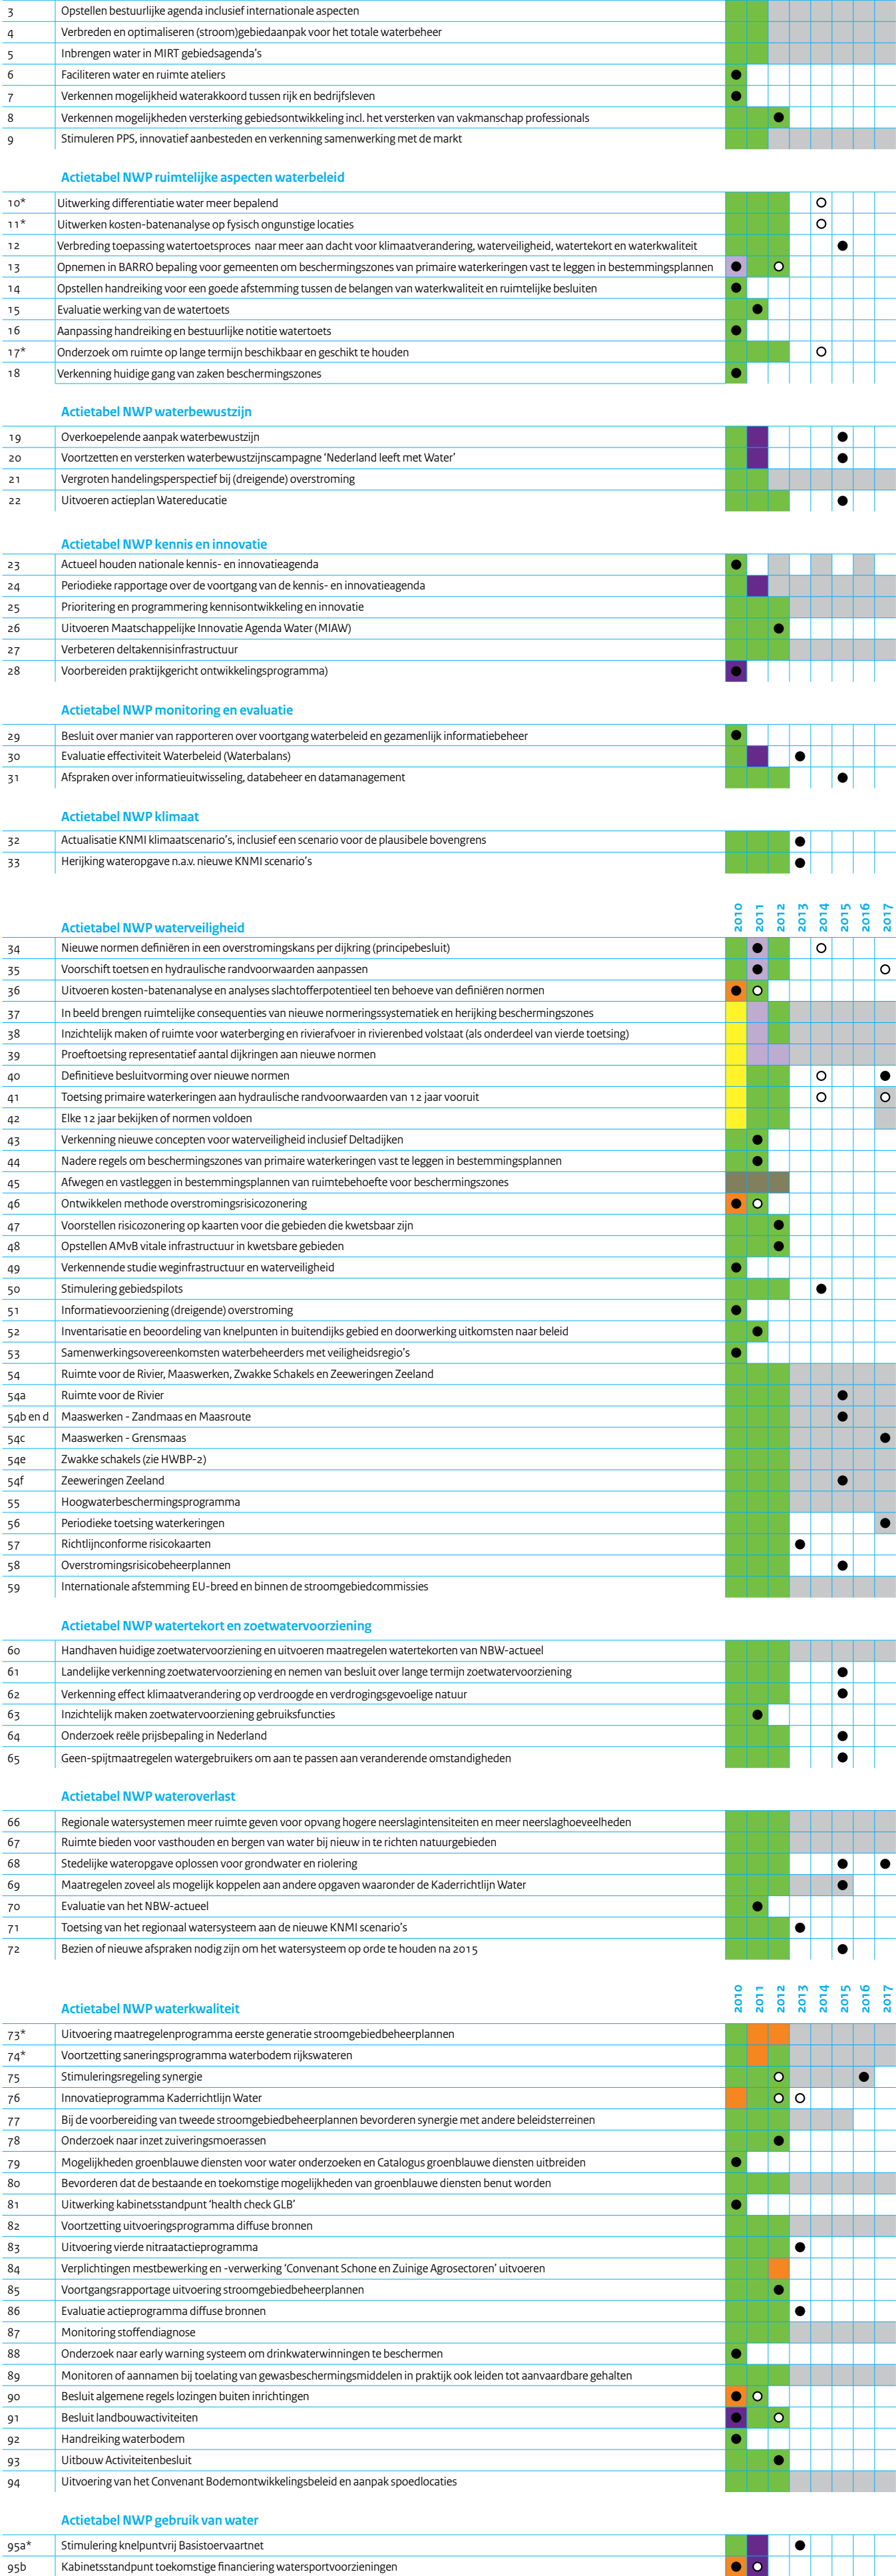 3 Opstellen bestuurlijke agenda inclusief internationale aspecten
4 Verbreden en optimaliseren (stroom)gebiedaanpak voor het totale waterbeheer
5 Inbrengen water in MIRT gebiedsagenda's
6 Faciliteren water en ruimte ateliers
7 Verkennen mogelijkheid waterakkoord tussen rijk en bedrijfsleven
8 Verkennen mogelijkheden versterking gebiedsontwikkeling incl. het versterken van vakmanschap professionals
9 Stimuleren PPS, innovatief aanbesteden en verkenning samenwerking met de markt
Actietabel NWP ruimtelijke aspecten waterbeleid
10* Uitwerking differentiatie water meer bepalend
11* Uitwerken kosten-batenanalyse op fysisch ongunstige locaties
12 Verbreding toepassing watertoetsproces naar meer aan dacht voor klimaatverandering, waterveiligheid, watertekort en waterkwaliteit
13 Opnemen in BARRO bepaling voor gemeenten om beschermingszones van primaire waterkeringen vast te leggen in bestemmingsplannen
14 Opstellen handreiking voor een goede afstemming tussen de belangen van waterkwaliteit en ruimtelijke besluiten
15 Evaluatie werking van de watertoets
16 Aanpassing handreiking en bestuurlijke notitie watertoets
17* Onderzoek om ruimte op lange termijn beschikbaar en geschikt te houden
18 Verkenning huidige gang van zaken beschermingszones
Actietabel NWP waterbewustzijn
19 Overkoepelende aanpak waterbewustzijn
20 Voortzetten en versterken waterbewustzijnscampagne 'Nederland leeft met Water'
21 Vergroten handelingsperspectief bij (dreigende) overstroming
22 Uitvoeren actieplan Watereducatie
Actietabel NWP kennis en innovatie
23 Actueel houden nationale kennis- en innovatieagenda
24 Periodieke rapportage over de voortgang van de kennis- en innovatieagenda
25 Prioritering en programmering kennisontwikkeling en innovatie
26 Uitvoeren Maatschappelijke Innovatie Agenda Water (MIAW)
27 Verbeteren deltakennisinfrastructuur
28 Voorbereiden praktijkgericht ontwikkelingsprogramma)
Actietabel NWP monitoring en evaluatie
29 Besluit over manier van rapporteren over voortgang waterbeleid en gezamenlijk informatiebeheer
30 Evaluatie effectiviteit Waterbeleid (Waterbalans)
31 Afspraken over informatieuitwisseling, databeheer en datamanagement
Actietabel NWP klimaat
32 Actualisatie KNMI klimaatscenario's, inclusief een scenario voor de plausibele bovengrens
33 Herijking wateropgave n.a.v. nieuwe KNMI scenario's
Actietabel NWP waterveiligheid 2010 2011 2012 2013 2014 2015 2016 2017
34 Nieuwe normen definiëren in een overstromingskans per dijkring (principebesluit)
35 Voorschift toetsen en hydraulische randvoorwaarden aanpassen
36 Uitvoeren kosten-batenanalyse en analyses slachtofferpotentieel ten behoeve van definiëren normen
37 In beeld brengen ruimtelijke consequenties van nieuwe normeringssystematiek en herijking beschermingszones
38 Inzichtelijk maken of ruimte voor waterberging en rivierafvoer in rivierenbed volstaat (als onderdeel van vierde toetsing)
39 Proeftoetsing representatief aantal dijkringen aan nieuwe normen
40 Definitieve besluitvorming over nieuwe normen
41 Toetsing primaire waterkeringen aan hydraulische randvoorwaarden van 12 jaar vooruit
42 Elke 12 jaar bekijken of normen voldoen
43 Verkenning nieuwe concepten voor waterveiligheid inclusief Deltadijken
44 Nadere regels om beschermingszones van primaire waterkeringen vast te leggen in bestemmingsplannen
45 Afwegen en vastleggen in bestemmingsplannen van ruimtebehoefte voor beschermingszones
46 Ontwikkelen methode overstromingsrisicozonering
47 Voorstellen risicozonering op kaarten voor die gebieden die kwetsbaar zijn
48 Opstellen AMvB vitale infrastructuur in kwetsbare gebieden
49 Verkennende studie weginfrastructuur en waterveiligheid
50 Stimulering gebiedspilots
51 Informatievoorziening (dreigende) overstroming
52 Inventarisatie en beoordeling van knelpunten in buitendijks gebied en doorwerking uitkomsten naar beleid
53 Samenwerkingsovereenkomsten waterbeheerders met veiligheidsregio's
54 Ruimte voor de Rivier, Maaswerken, Zwakke Schakels en Zeeweringen Zeeland
54a Ruimte voor de Rivier
54b en d Maaswerken - Zandmaas en Maasroute
54c Maaswerken - Grensmaas
54e Zwakke schakels (zie HWBP-2)
54f Zeeweringen Zeeland
55 Hoogwaterbeschermingsprogramma
56 Periodieke toetsing waterkeringen
57 Richtlijnconforme risicokaarten
58 Overstromingsrisicobeheerplannen
59 Internationale afstemming EU-breed en binnen de stroomgebiedcommissies
Actietabel NWP watertekort en zoetwatervoorziening
60 Handhaven huidige zoetwatervoorziening en uitvoeren maatregelen watertekorten van NBW-actueel
61 Landelijke verkenning zoetwatervoorziening en nemen van besluit over lange termijn zoetwatervoorziening
62 Verkenning effect klimaatverandering op verdroogde en verdrogingsgevoelige natuur
63 Inzichtelijk maken zoetwatervoorziening gebruiksfuncties
64 Onderzoek reële prijsbepaling in Nederland
65 Geen-spijtmaatregelen watergebruikers om aan te passen aan veranderende omstandigheden
Actietabel NWP wateroverlast
66 Regionale watersystemen meer ruimte geven voor opvang hogere neerslagintensiteiten en meer neerslaghoeveelheden
67 Ruimte bieden voor vasthouden en bergen van water bij nieuw in te richten natuurgebieden
68 Stedelijke wateropgave oplossen voor grondwater en riolering
69 Maatregelen zoveel als mogelijk koppelen aan andere opgaven waaronder de Kaderrichtlijn Water
70 Evaluatie van het NBW-actueel
71 Toetsing van het regionaal watersysteem aan de nieuwe KNMI scenario's
72 Bezien of nieuwe afspraken nodig zijn om het watersysteem op orde te houden na 2015
Actietabel NWP waterkwaliteit 2010 2011 2012 2013 2014 2015 2016 2017
73* Uitvoering maatregelenprogramma eerste generatie stroomgebiedbeheerplannen
74* Voortzetting saneringsprogramma waterbodem rijkswateren
75 Stimuleringsregeling synergie
76 Innovatieprogramma Kaderrichtlijn Water
77 Bij de voorbereiding van tweede stroomgebiedbeheerplannen bevorderen synergie met andere beleidsterreinen
78 Onderzoek naar inzet zuiveringsmoerassen
79 Mogelijkheden groenblauwe diensten voor water onderzoeken en Catalogus groenblauwe diensten uitbreiden
80 Bevorderen dat de bestaande en toekomstige mogelijkheden van groenblauwe diensten benut worden
81 Uitwerking kabinetsstandpunt 'health check GLB'
82 Voortzetting uitvoeringsprogramma diffuse bronnen
83 Uitvoering vierde nitraatactieprogramma
84 Verplichtingen mestbewerking en -verwerking 'Convenant Schone en Zuinige Agrosectoren' uitvoeren
85 Voortgangsrapportage uitvoering stroomgebiedbeheerplannen
86 Evaluatie actieprogramma diffuse bronnen
87 Monitoring stoffendiagnose
88 Onderzoek naar early warning systeem om drinkwaterwinningen te beschermen
89 Monitoren of aannamen bij toelating van gewasbeschermingsmiddelen in praktijk ook leiden tot aanvaardbare gehalten
90 Besluit algemene regels lozingen buiten inrichtingen
91 Besluit landbouwactiviteiten
92 Handreiking waterbodem
93 Uitbouw Activiteitenbesluit
94 Uitvoering van het Convenant Bodemontwikkelingsbeleid en aanpak spoedlocaties
Actietabel NWP gebruik van water
95a* Stimulering knelpuntvrij Basistoervaartnet
95b Kabinetsstandpunt toekomstige financiering watersportvoorzieningen